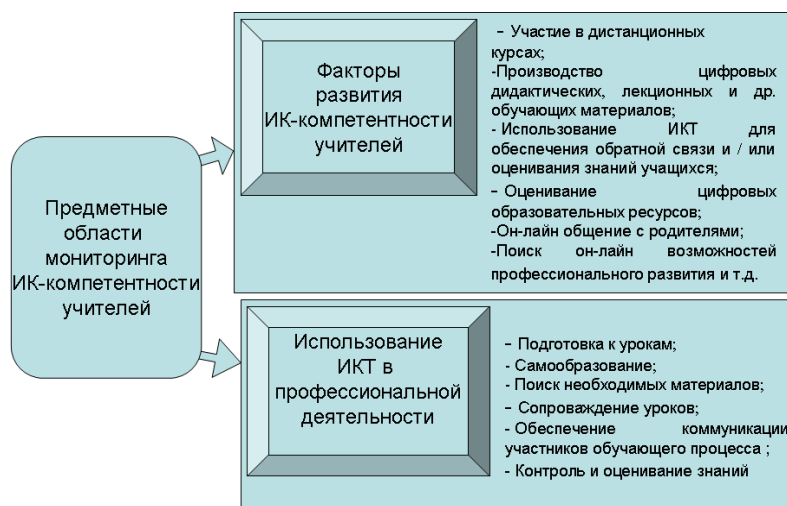 Предметные
области
мониторинга
ИК-компетентности
учителей
Факторы
развития
ИК-компетентности
учителей
- Участие в дистанционных
курсах;
-Производство цифровых
дидактических, лекционных и др.
обучающих материалов;
- Использование ИКТ для
обеспечения обратной связи и / или
оценивания знаний учащихся;
- Оценивание цифровых
образовательных ресурсов;
-Он-лайн общение с родителями;
-Поиск он-лайн возможностей
профессионального развития и т.д.
Использование
ИКТ в
профессиональной
деятельности
- Подготовка к урокам;
- Самообразование;
- Поиск необходимых материалов;
- Сопроваждение уроков;
- Обеспечение коммуникации
участников обучающего процесса ;
- Контроль и оценивание знаний